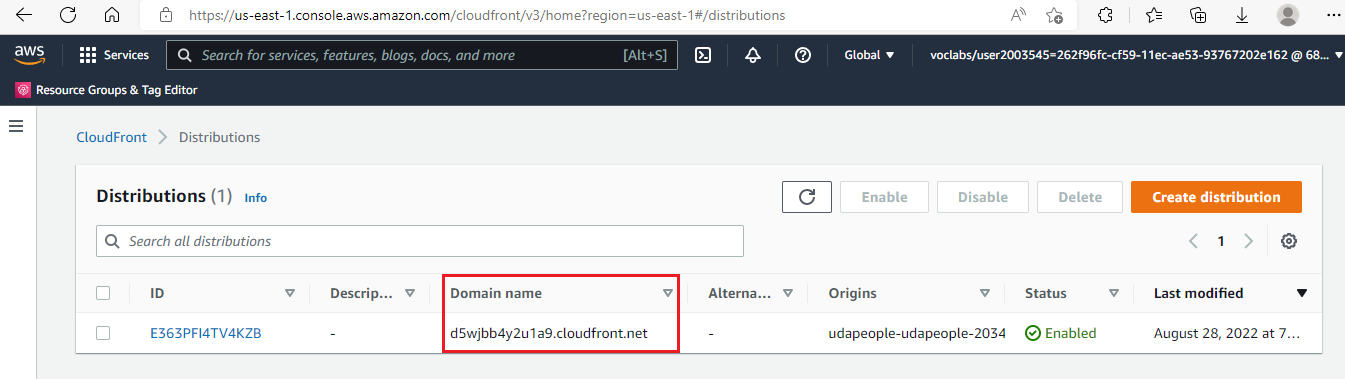 https://us-east-1.console.aws.amazon.com/cloudfront/v3/home?region=us-east-1#/distributions
aws Services Search for services, features, blogs, docs, and more [Alt+S] Global voclabs/user2003545=262f96fc-cf59-11ec-ae53-93767202e162 @ 68...
Resource Groups & Tag Editor
CloudFront Distributions
Distributions (1) Info Enable Disable Delete Create distribution
Search all distributions 1
ID Descrip... Domain name Alterna... Origins Status Last modified
E363PFI4TV4KZB - d5wjbb4y2u1a9.cloudfront.net - udapeople-udapeople-2034 Enabled August 28, 2022 at 7...